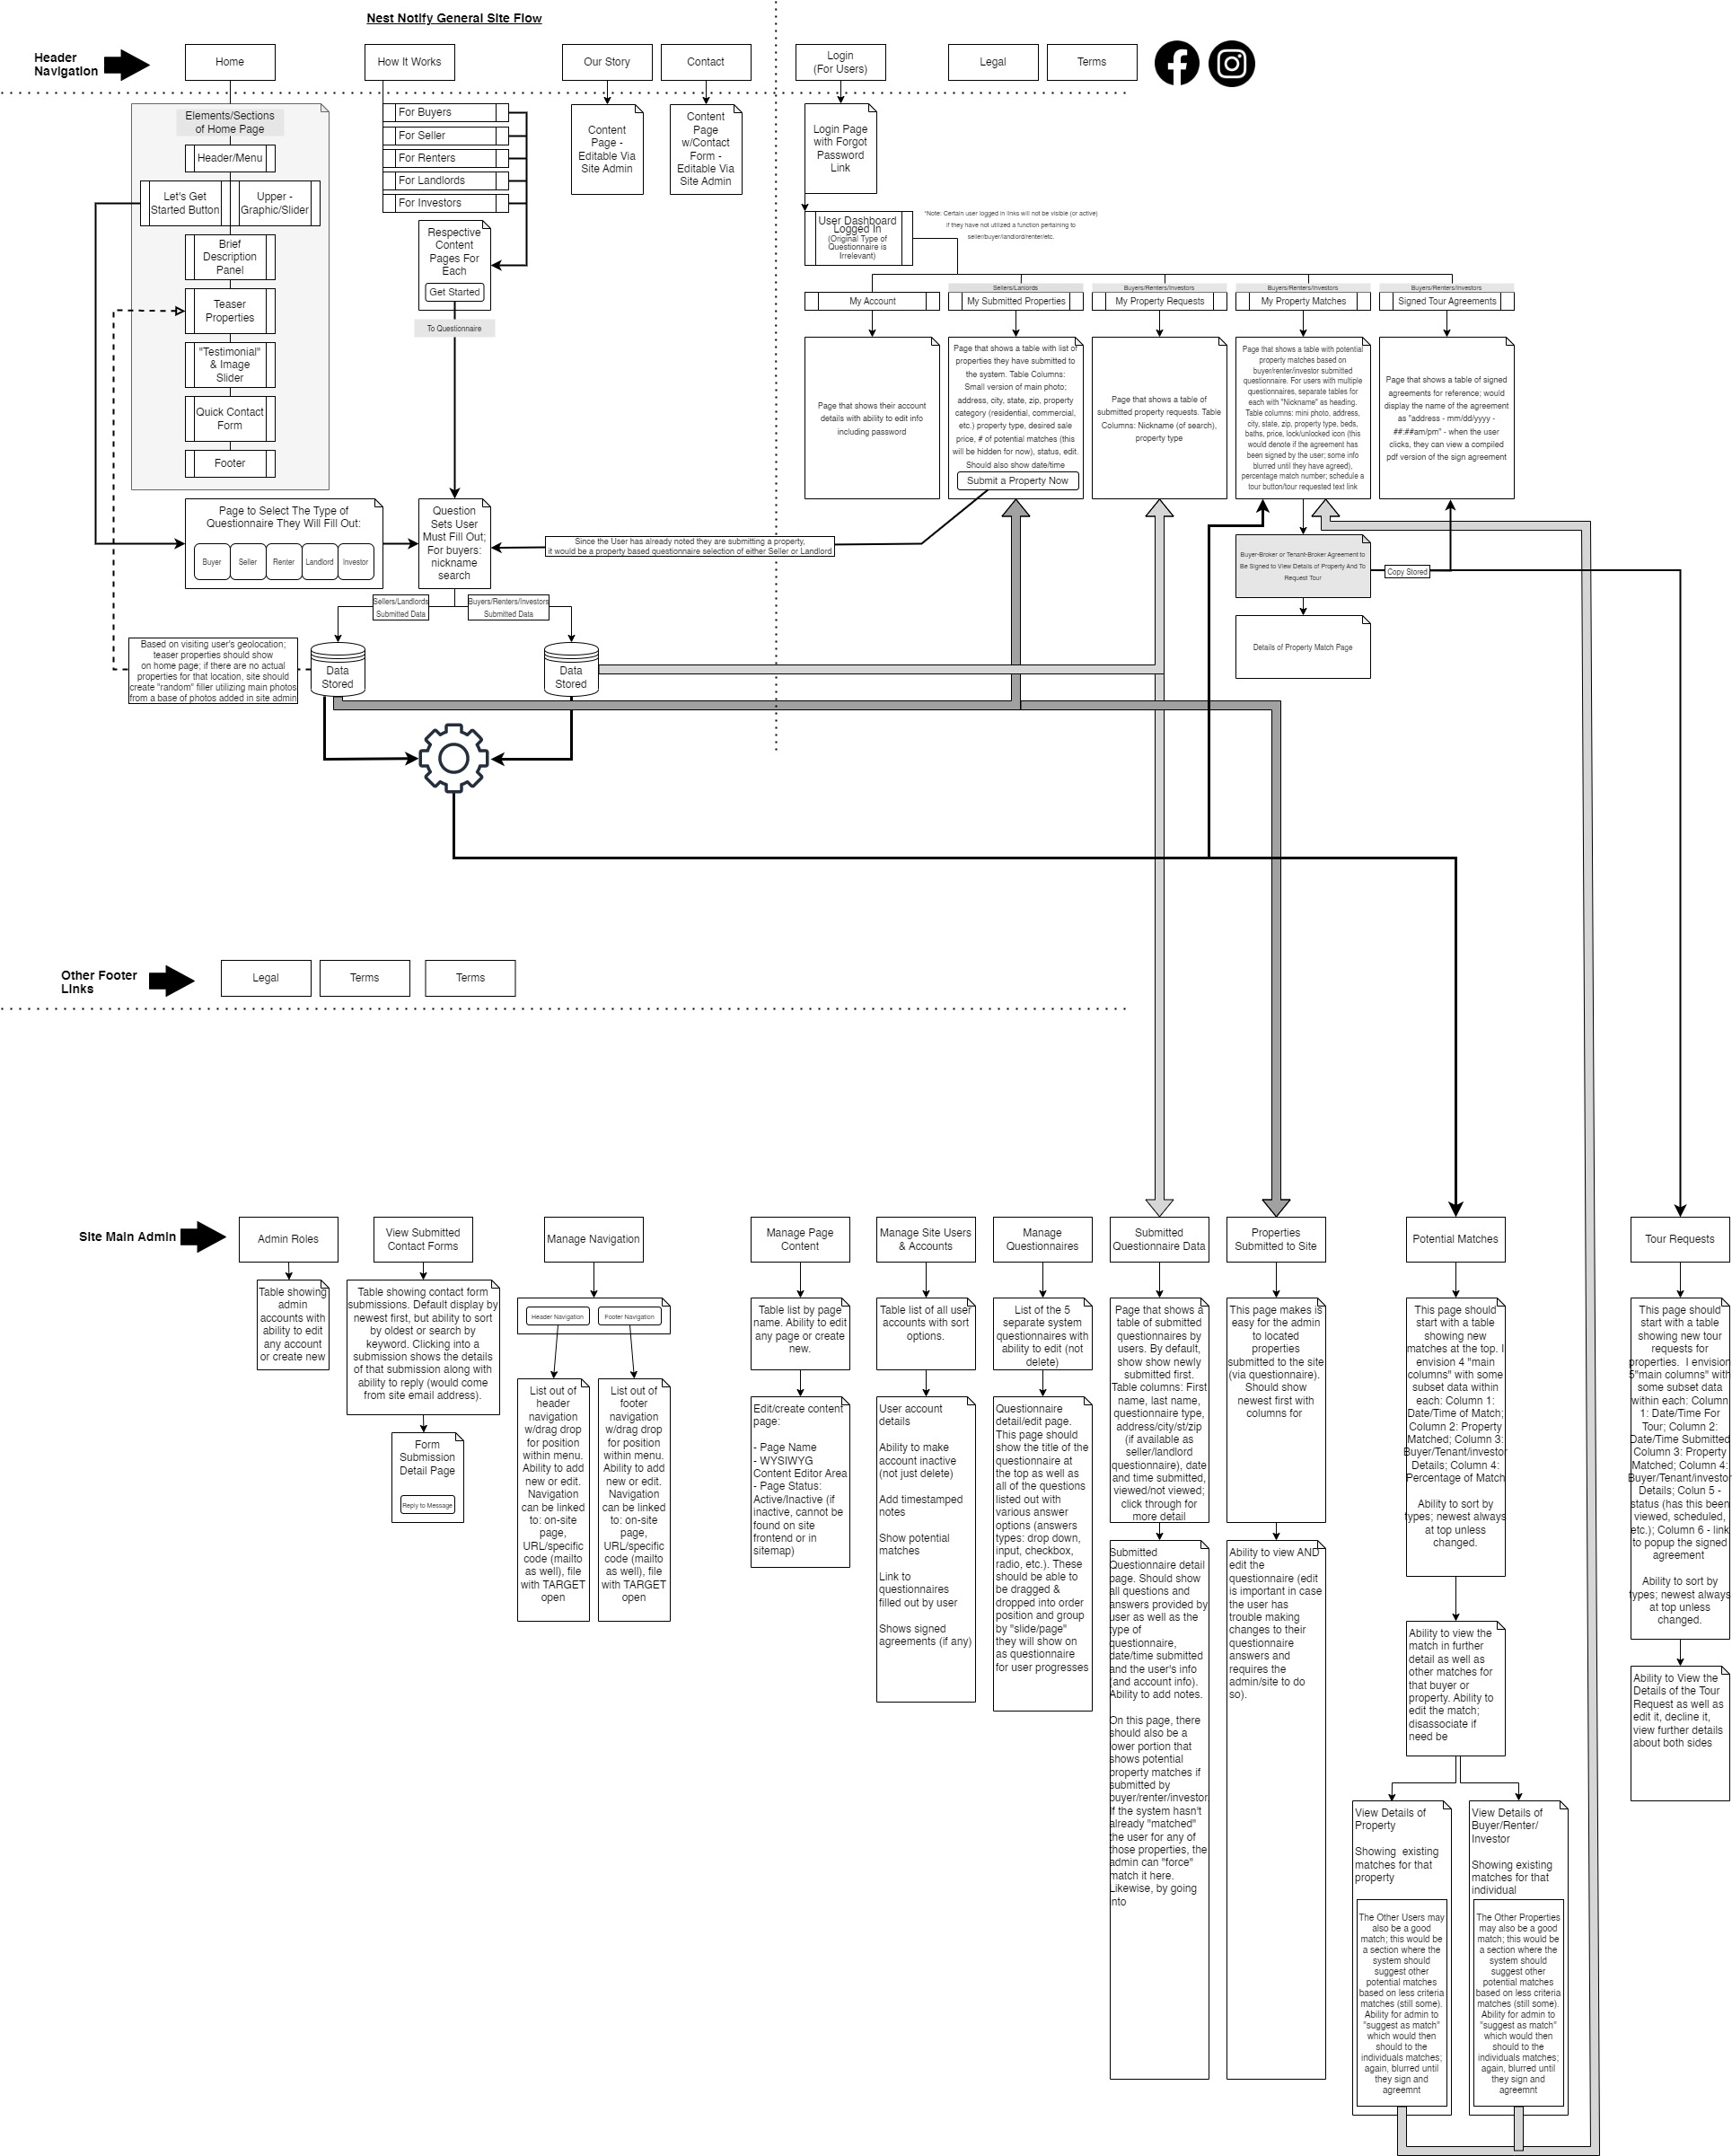 Nest Notify General Site Flow
Header
Navigation
Home
How It Works
Our Story
Contact
Login
(For Users)
Legal
Terms
Elements/Sections
of Home Page
Header/Menu
Let's Get
Started Button
Upper -
Graphic/Slider
Brief
Description
Panel
Teaser
Properties
"Testimonial"
& Image
Slider
Quick Contact
Form
Footer
For Buyers
For Seller
For Renters
For Landlords
For Investors
Respective
Content
Pages For
Each
Get Started
To Questionnaire
Content
Page -
Editable Via
Site Admin
Content
Page
w/Contact
Form -
Editable Via
Site Admin
Login Page
with Forgot
Password
Link
User Dashboard
Logged In
(Original Type of
Questionnaire is
Irrelevant)
*Note: Certain user logged in links will not be visible (or active)
if they have not utilized a function pertaining to
seller/buyer/landlord/renter/etc.
My Account
Sellers/Lanlords
My Submitted Properties
Buyers/Renters/Investors
My Property Requests
Buyers/Renters/Investors
My Property Matches
Buyers/Renters/Investors
Signed Tour Agreements
Page that shows their account
details with ability to edit info
including password
Page that shows a table with list of
properties they have submitted to
the system. Table Columns:
Small version of main photo;
address, city, state, zip, property
category (residential, commercial,
etc.) property type, desired sale
price, # of potential matches (this
will be hidden for now), status, edit.
Should also show date/time
Submit a Property Now
Page that shows a table of
submitted property requests. Table
Columns: Nickname (of search),
property type
Page that shows a table with potential
property matches based on
buyer/renter/investor submitted
questionnaire. For users with multiple
questionnaires, separate tables for
each with "Nickname" as heading.
Table columns: mini photo, address,
city, state, zip, property type, beds,
baths, price, lock/unlocked icon (this
would denote if the agreement has
been signed by the user; some info
blurred until they have agreed),
percentage match number; schedule a
tour button/tour requested text link
Page that shows a table of signed
agreements for reference; would
display the name of the agreement
as "address - mm/dd/yyyy -
##:##am/pm" - when the user
clicks, they can view a compiled
pdf version of the sign agreement
Page to Select The Type of
Questionnaire They Will Fill Out:
Buyer
Seller
Renter
Landlord
Investor
Question
Sets User
Must Fill Out;
For buyers:
nickname
search
Since the User has already noted they are submitting a property,
it would be a property based questionnaire selection of either Seller or Landlord
Buyer-Broker or Tenant-Broker Agreement to
Be Signed to View Details of Property And To
Request Tour
Copy Stored
Details of Property Match Page
Sellers/Landlords
Submitted Data
Buyers/Renters/Investors
Submitted Data
Based on visiting user's geolocation;
teaser properties should show
on home page; if there are no actual
properties for that location, site should
create "random" filler utilizing main photos
from a base of photos added in site admin
Data
Stored
Data
Stored
Other Footer
Links
Legal
Terms
Terms
Site Main Admin
Admin Roles
View Submitted
Contact Forms
Manage Navigation
Manage Page
Content
Manage Site Users
& Accounts
Manage
Questionnaires
Submitted
Questionnaire Data
Properties
Submitted to Site
Potential Matches
Tour Requests
Table showing
admin
accounts with
ability to edit
any account
or create new
Table showing contact form
submissions. Default display by
newest first, but ability to sort
by oldest or search by
keyword. Clicking into a
submission shows the details
of that submission along with
ability to reply (would come
from site email address).
Form
Submission
Detail Page
Reply to Message
Header Navigation
Footer Navigation
List out of
header
navigation
w/drag drop
for position
within menu.
Ability to add
new or edit.
Navigation
can be linked
to: on-site
page,
URL/specific
code (mailto
as well), file
with TARGET
open
List out of
footer
navigation
w/drag drop
for position
within menu.
Ability to add
new or edit.
Navigation
can be linked
to: on-site
page,
URL/specific
code (mailto
as well), file
with TARGET
open
Table list by page
name. Ability to edit
any page or create
new.
Edit/create content
page:
- Page Name
- WYSIWYG
Content Editor Area
- Page Status:
Active/Inactive (if
inactive, cannot be
found on site
frontend or in
sitemap)
Table list of all user
accounts with sort
options.
User account
details
Ability to make
account inactive
(not just delete)
Add timestamped
notes
Show potential
matches
Link to
questionnaires
filled out by user
Shows signed
agreements (if any)
List of the 5
separate system
questionnaires with
ability to edit (not
delete)
Questionnaire
detail/edit page.
This page should
show the title of the
questionnaire at
the top as well as
all of the questions
listed out with
various answer
options (answers
types: drop down,
input, checkbox,
radio, etc.). These
should be able to
be dragged &
dropped into order
position and group
by "slide/page"
they will show on
as questionnaire
for user progresses
Page that shows a
table of submitted
questionnaires by
users. By default,
show show newly
submitted first.
Table columns: First
name, last name,
questionnaire type,
address/city/st/zip
(if available as
seller/landlord
questionnaire), date
and time submitted,
viewed/not viewed;
click through for
more detail
Submitted
Questionnaire detail
page. Should show
all questions and
answers provided by
user as well as the
type of
questionnaire,
date/time submitted
and the user's info
(and account info).
Ability to add notes.
On this page, there
should also be a
lower portion that
shows potential
property matches if
submitted by
buyer/renter/investor
If the system hasn't
already "matched"
the user for any of
those properties, the
admin can "force"
match it here.
Likewise, by going
into
This page makes is
easy for the admin
to located
properties
submitted to the site
(via questionnaire).
Should show
newest first with
columns for
Ability to view AND
edit the
questionnaire (edit
is important in case
the user has
trouble making
changes to their
questionnaire
answers and
requires the
admin/site to do
so).
This page should
start with a table
showing new
matches at the top. I
envision 4 "main
columns" with some
subset data within
each: Column 1:
Date/Time of Match;
Column 2: Property
Matched; Column 3:
Buyer/Tenant/investor
Details; Column 4:
Percentage of Match
Ability to sort by
types; newest always
at top unless
changed.
Ability to view the
match in further
detail as well as
other matches for
that buyer or
property. Ability to
edit the match;
disassociate if
need be
View Details of
Property
Showing existing
matches for that
property
The Other Users may
also be a good
match; this would be
a section where the
system should
suggest other
potential matches
based on less criteria
matches (still some).
Ability for admin to
"suggest as match"
which would then
should to the
individuals matches;
again, blurred until
they sign and
agreemnt
View Details of
Buyer/Renter/
Investor
Showing existing
matches for that
individual
The Other Properties
may also be a good
match; this would be
a section where the
system should
suggest other
potential matches
based on less criteria
matches (still some).
Ability for admin to
"suggest as match"
which would then
should to the
individuals matches;
again, blurred until
they sign and
agreemnt
This page should
start with a table
showing new tour
requests for
properties. I envision
5"main columns" with
some subset data
within each: Column
1: Date/Time For
Tour; Column 2:
Date/Time Submitted
Column 3: Property
Matched; Column 4:
Buyer/Tenant/investor
Details; Colun 5 -
status (has this been
viewed, scheduled,
etc.); Column 6 - link
to popup the signed
agreement
Ability to sort by
types; newest always
at top unless
changed.
Ability to View the
Details of the Tour
Request as well as
edit it, decline it,
view further details
about both sides